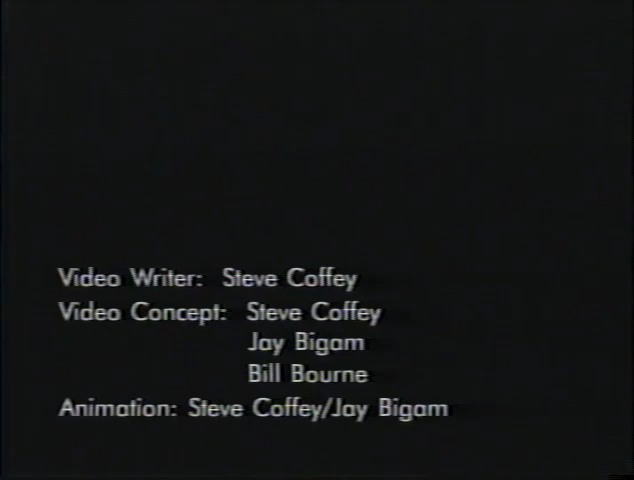 Video Writer: Steve Coffey
Video Concept: Steve Coffey
Jay Bigam
Bill Bourne
Animation: Steve Coffey/Jay Bigam